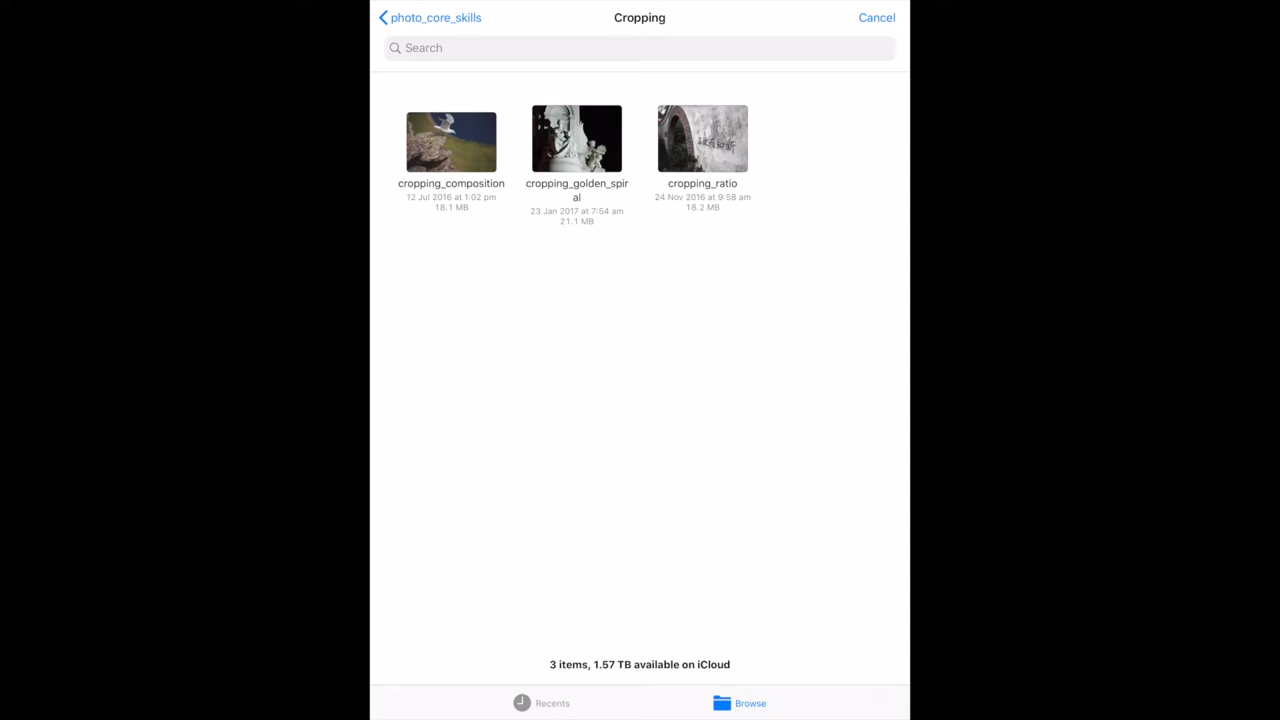 photo_core_skills
Cropping
Cancel
Search
cropping_composition
12 Jul 2016 at 1:02 pm
18.1 MB
cropping_golden_spir
al
23 Jan 2017 at 7:54 am
21.1 MB
cropping_ratio
24 Nov 2016 at 9:58 am
18.2 MB
3 items, 1.57 TB available on iCloud
Recents
Browse